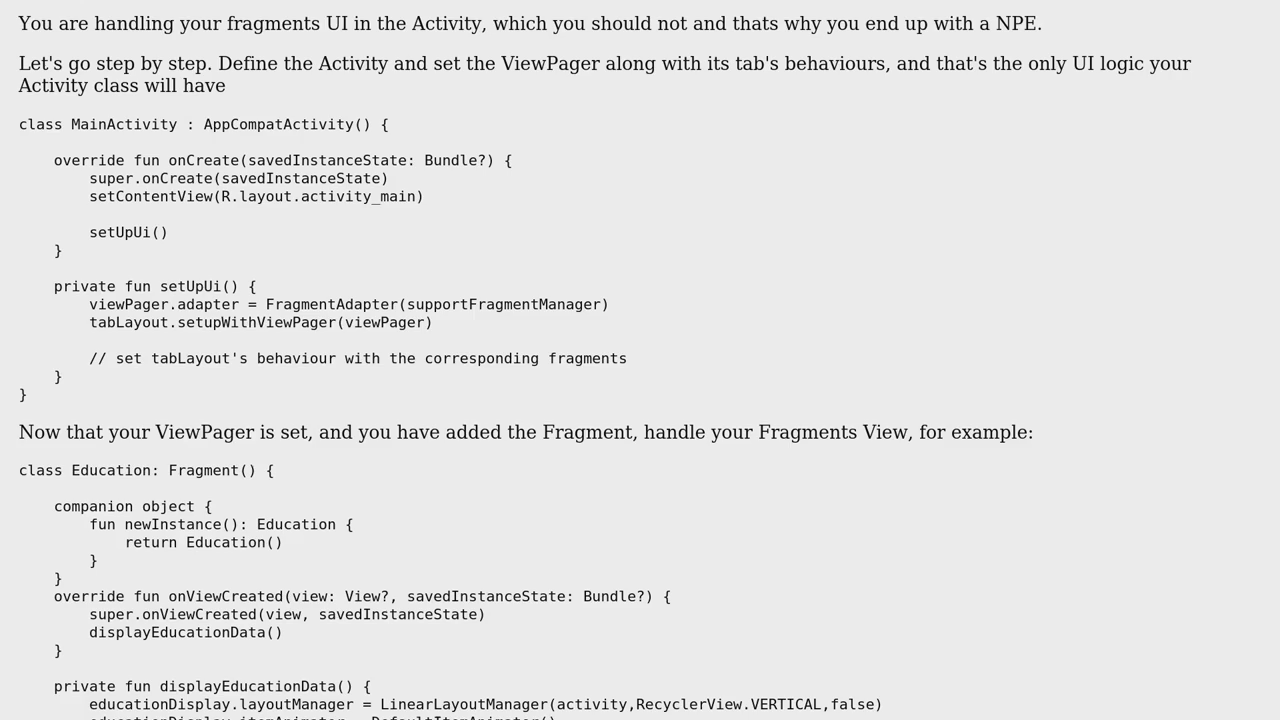 You are handling your fragments UI in the Activity, which you should not and thats why you end up with a NPE.
Let's go step by step. Define the Activity and set the ViewPager along with its tab's behaviours, and that's the only UI logic your
Activity class will have
class MainActivity : AppCompatActivity() {
    override fun onCreate(savedInstanceState: Bundle?) {
        super.onCreate(savedInstanceState)
        setContentView(R.layout.activity_main)
        setUpUi()
    }
    private fun setUpUi() {
        viewPager.adapter = FragmentAdapter(supportFragmentManager)
        tabLayout.setupWithViewPager(viewPager)
        // set tabLayout's behaviour with the corresponding fragments
    }
}
Now that your ViewPager is set, and you have added the Fragment, handle your Fragments View, for example:
class Education: Fragment() {
    companion object {
        fun newInstance(): Education {
            return Education()
        }
    }
    override fun onViewCreated(view: View?, savedInstanceState: Bundle?) {
        super.onViewCreated(view, savedInstanceState)
        displayEducationData()
    }
    private fun displayEducationData() {
        educationDisplay.layoutManager = LinearLayoutManager(activity,RecyclerView.VERTICAL,false)
        educationDisplay.itemAnimator = DefaultItemAnimator()